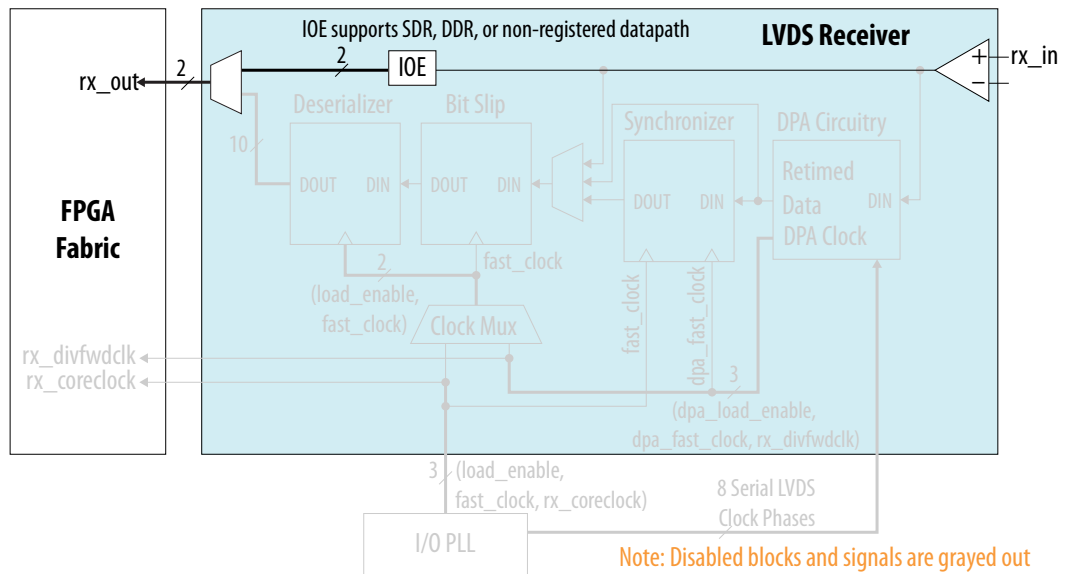 IOE supports SDR, DDR, or non-registered datapath
LVDS Receiver
rx_in
+
−
2
IOE
2
rx_out
Deserializer
Bit Slip
Synchronizer
DPA Circuitry
10
DOUT
DIN
DOUT
DIN
DOUT
DIN
Retimed
Data
DIN
DPA Clock
FPGA
Fabric
2
(load_enable,
fast_clock)
fast_clock
Clock Mux
fast_clock
dpa_fast_clock
3
(dpa_load_enable,
dpa_fast_clock, rx_divfwdclk)
rx_divfwdclk
rx_coreclock
3
(load_enable,
fast_clock, rx_coreclock)
8 Serial LVDS
Clock Phases
I/O PLL
Note: Disabled blocks and signals are grayed out